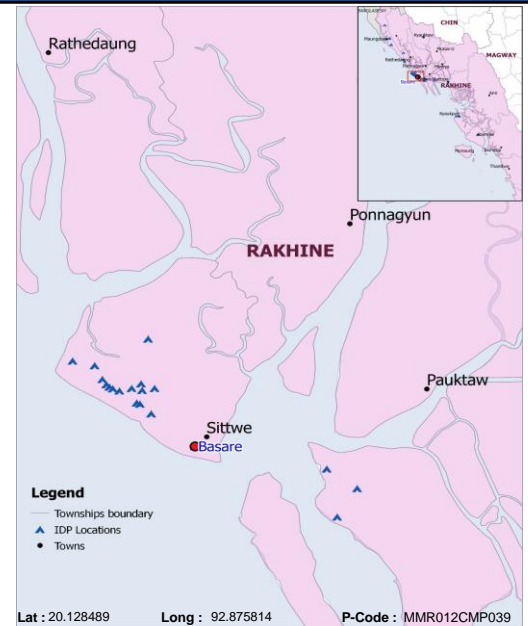 Rathedaung
CHIN
MAGWAY
RAKHINE
Basare
Ponnagyun
RAKHINE
Pauktaw
Sittwe
Basare
Legend
Townships boundary
IDP Locations
Towns
Lat : 20.128489 Long : 92.875814 P-Code : MMR012CMP039